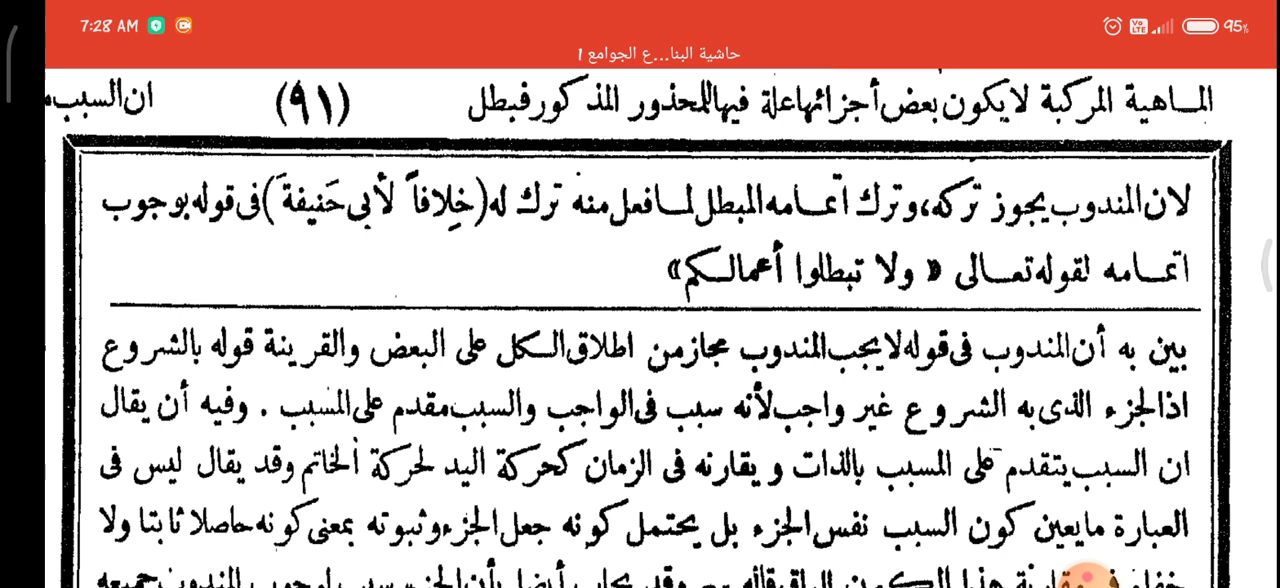 7:28 AM
95%
حاشية البنا...ع الجوامع 1
الماهية المركبة لا يكون بعض أجزائها علة فيها للمحذور المذكور فبطل (٩١) ان السبب
لان المندوب يجوز تركه، وترك اتمامه المبطل لما فعل منه ترك له (خِلافاً لأبى حَنيفةَ) فى قوله بوجوب
اتمامه لقوله تعالى « ولا تبطلوا أعمالكم»
بين به أن المندوب فى قوله لا يجب المندوب مجاز من اطلاق الكل على البعض والقرينة قوله بالشروع
اذ الجزء الذى به الشروع غير واجب لأنه سبب فى الواجب والسبب مقدم على المسبب . وفيه أن يقال
ان السبب يتقدم على المسبب بالذات ويقارنه فى الزمان كحركة اليد لحركة الخاتم وقد يقال ليس فى
العبارة ما يعين كون السبب نفس الجزء بل يحتمل كونه جعل الجزء وثبوته بمعنى كونه حاصلا ثابتا ولا